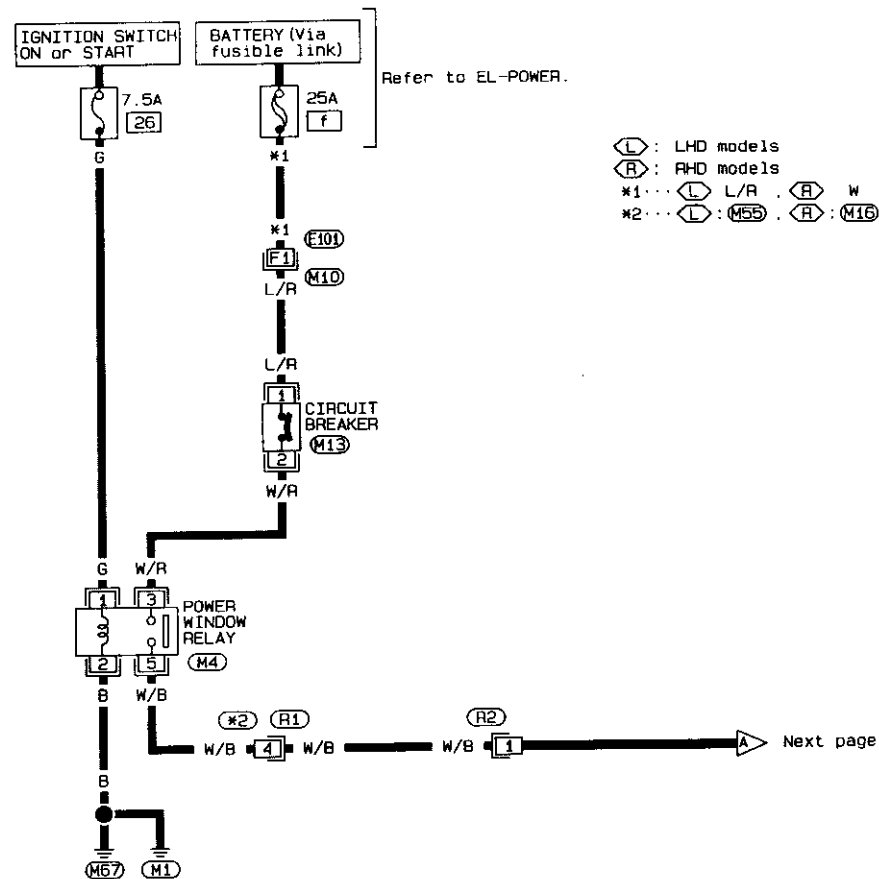 IGNITION SWITCH
ON or START
BATTERY (Via
fusible link)
Refer to EL-POWER.
7.5A
26
25A
f
G
*1
L : LHD models
R : RHD models
*1··· L L/R , R W
*2··· L : M55 , R : M16
*1
E101
F1
M10
L/R
L/R
1
CIRCUIT
BREAKER
M13
2
W/R
G W/R
1 3
POWER
WINDOW
RELAY
M4
2 5
B W/B
*2 R1
R2
W/B 4 W/B W/B 1
A Next page
B
M67 M1